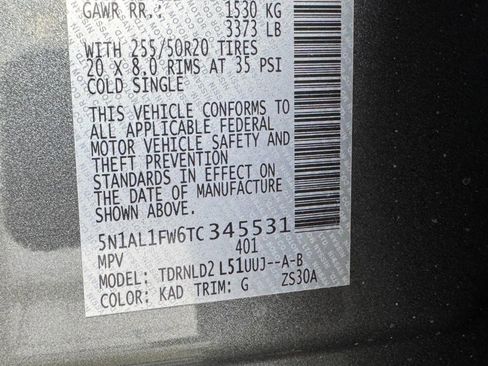 GAWR RR.: 1530 KG
3373 LB
WITH 255/50R20 TIRES
20 X 8.0 RIMS AT 35 PSI
COLD SINGLE
THIS VEHICLE CONFORMS TO
ALL APPLICABLE FEDERAL
MOTOR VEHICLE SAFETY AND
THEFT PREVENTION
STANDARDS IN EFFECT ON
THE DATE OF MANUFACTURE
SHOWN ABOVE
5N1AL1FW6TC345531
MPV 401
MODEL: TDRNLD2 L51UUJ--A-B
COLOR: KAD TRIM: G ZS30A